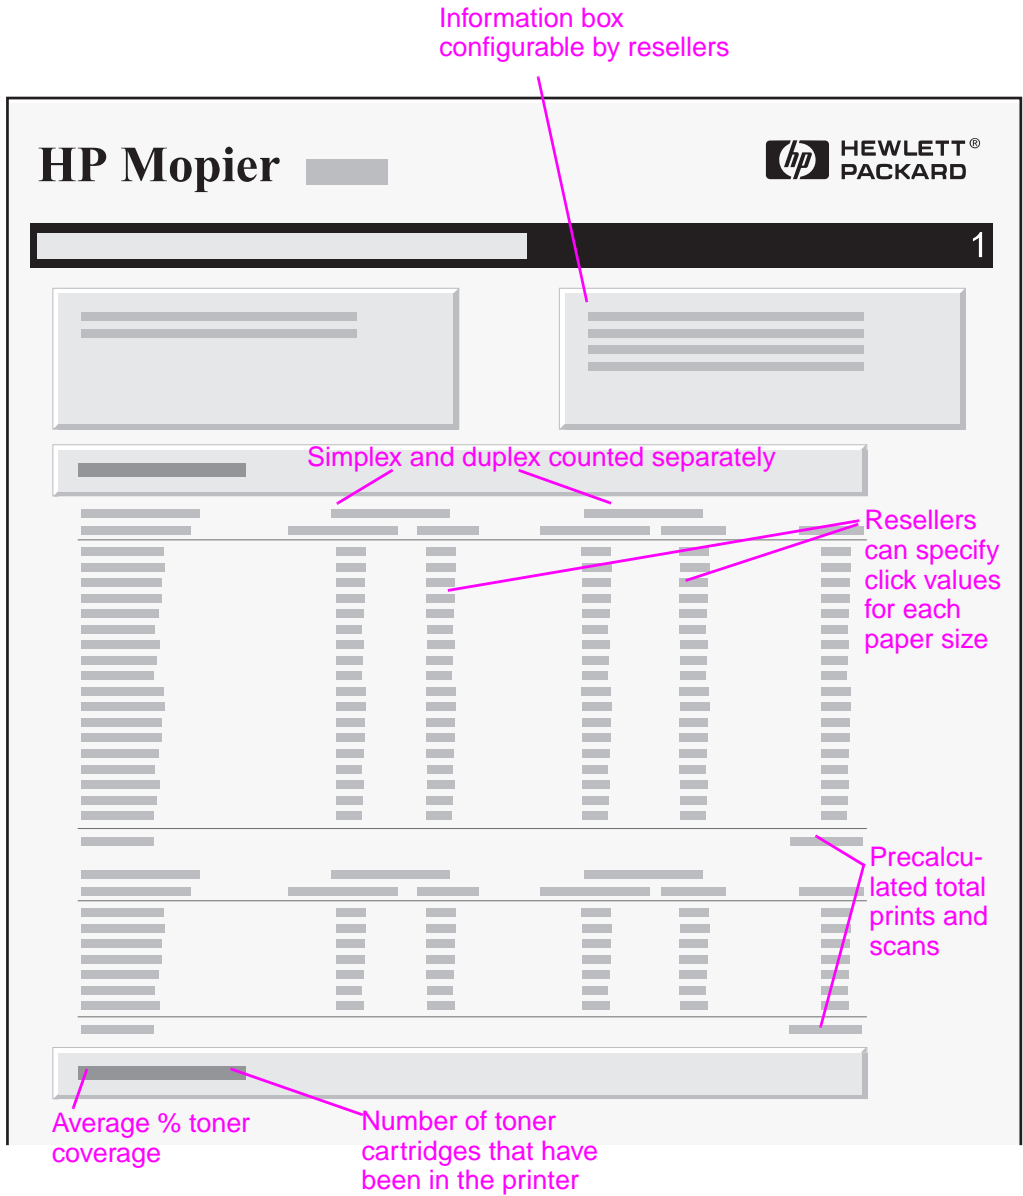 Information box
configurable by resellers
HP Mopier
hp HEWLETT®
PACKARD
1
Simplex and duplex counted separately
Resellers
can specify
click values
for each
paper size
Precalcu-
lated total
prints and
scans
Average % toner
coverage
Number of toner
cartridges that have
been in the printer